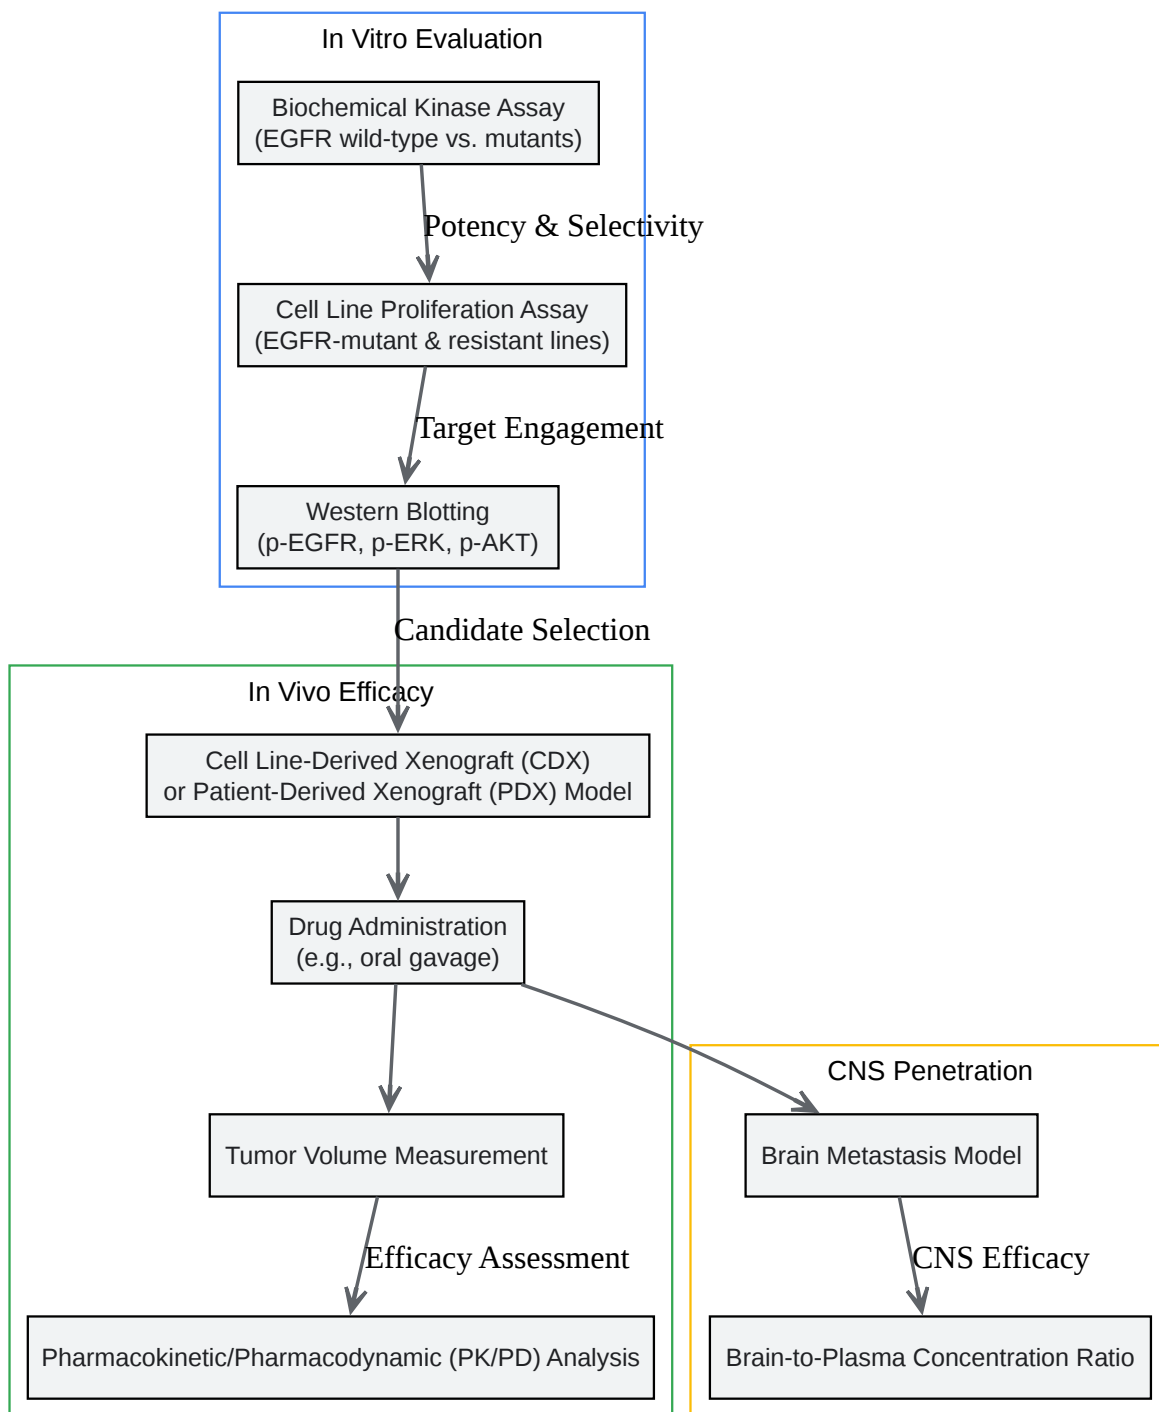 In Vitro Evaluation
Biochemical Kinase Assay
(EGFR wild-type vs. mutants)
Potency & Selectivity
Cell Line Proliferation Assay
(EGFR-mutant & resistant lines)
Target Engagement
Western Blotting
(p-EGFR, p-ERK, p-AKT)
Candidate Selection
In Vivo Efficacy
Cell Line-Derived Xenograft (CDX)
or Patient-Derived Xenograft (PDX) Model
Drug Administration
(e.g., oral gavage)
Tumor Volume Measurement
Efficacy Assessment
Pharmacokinetic/Pharmacodynamic (PK/PD) Analysis
CNS Penetration
Brain Metastasis Model
CNS Efficacy
Brain-to-Plasma Concentration Ratio